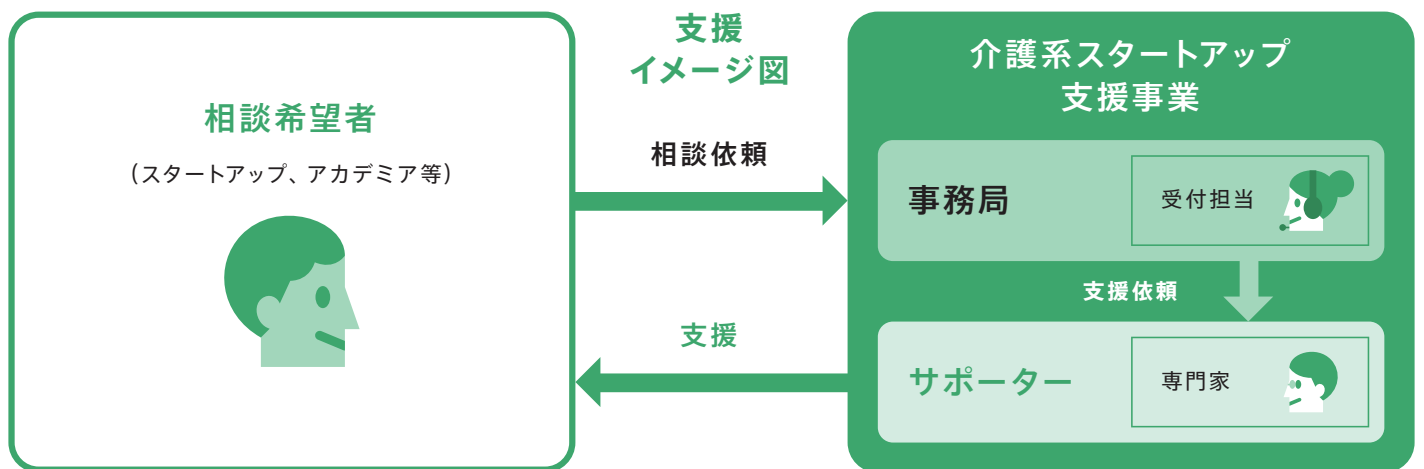 支援
イメージ図
相談希望者
(スタートアップ、アカデミア等)
相談依頼
支援
介護系スタートアップ
支援事業
事務局
受付担当
支援依頼
サポーター
専門家